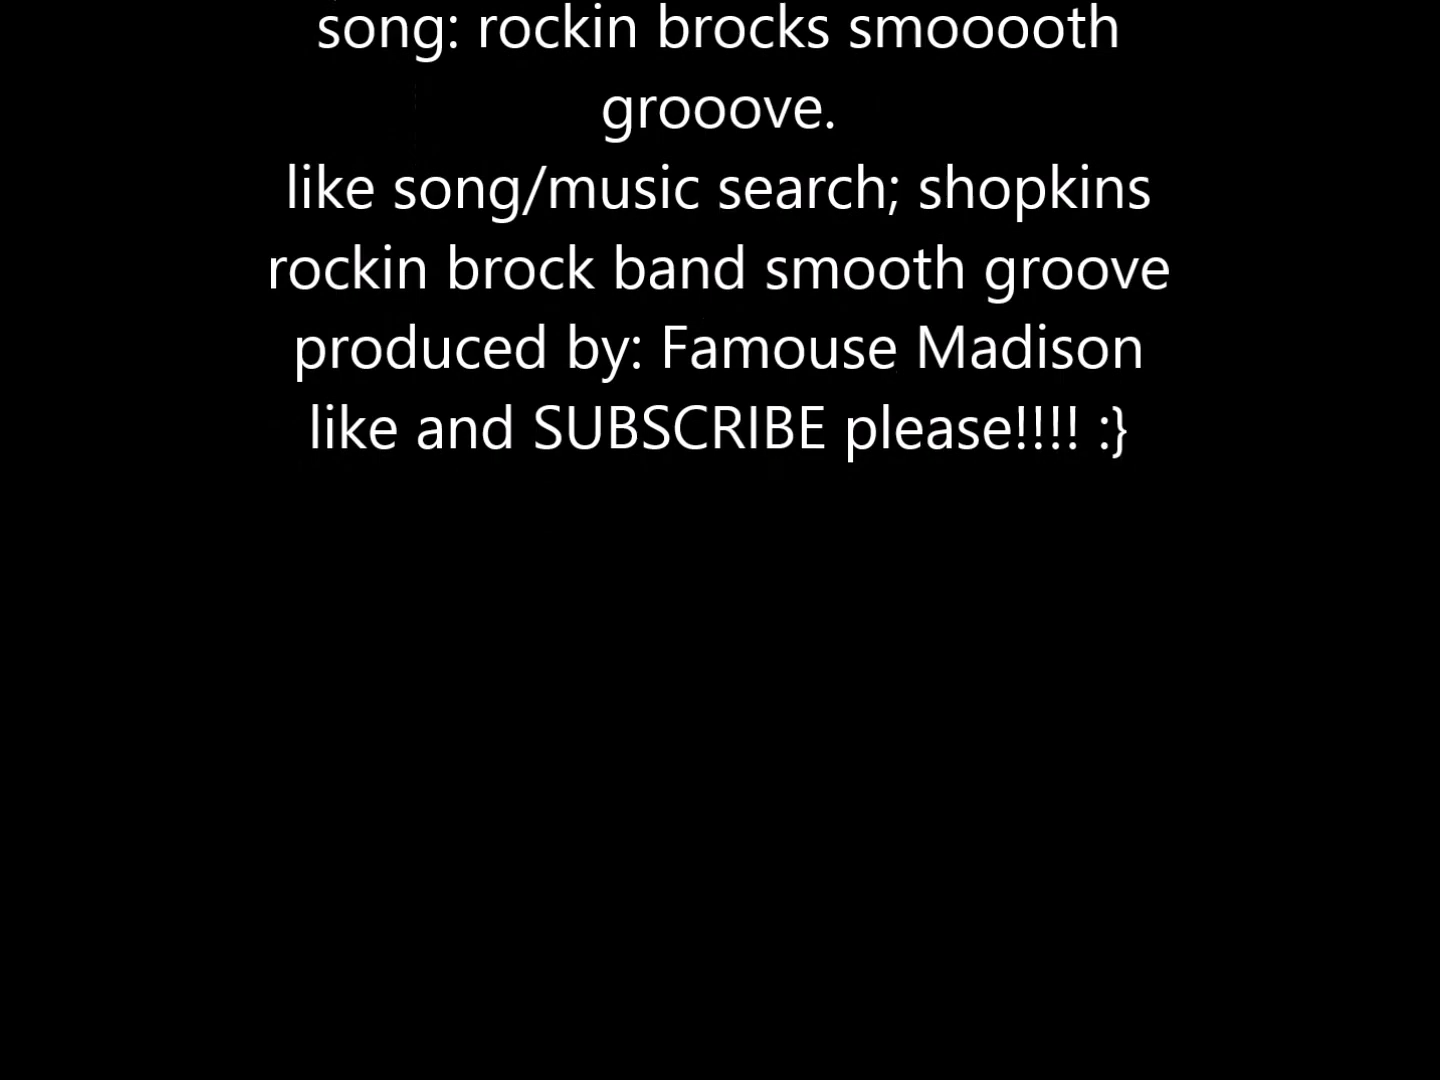 song: rockin brocks smooooth
grooove.
like song/music search; shopkins
rockin brock band smooth groove
produced by: Famouse Madison
like and SUBSCRIBE please!!!! :}